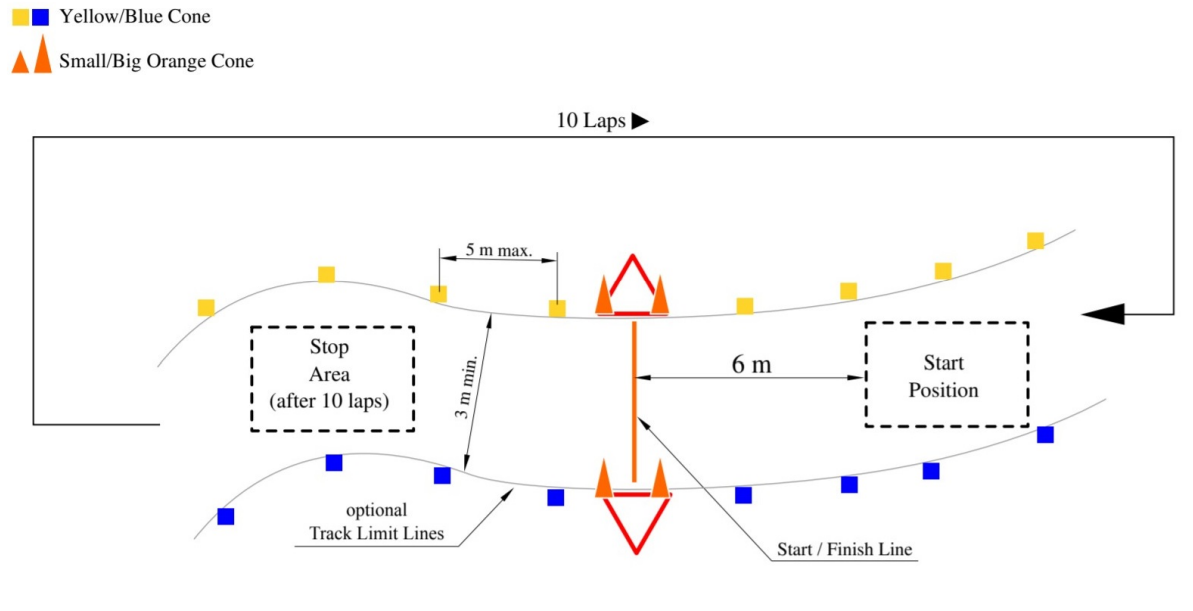 Yellow/Blue Cone
Small/Big Orange Cone
10 Laps
5 m max.
Stop
Area
(after 10 laps)
3 m min.
6 m
Start
Position
optional
Track Limit Lines
Start / Finish Line